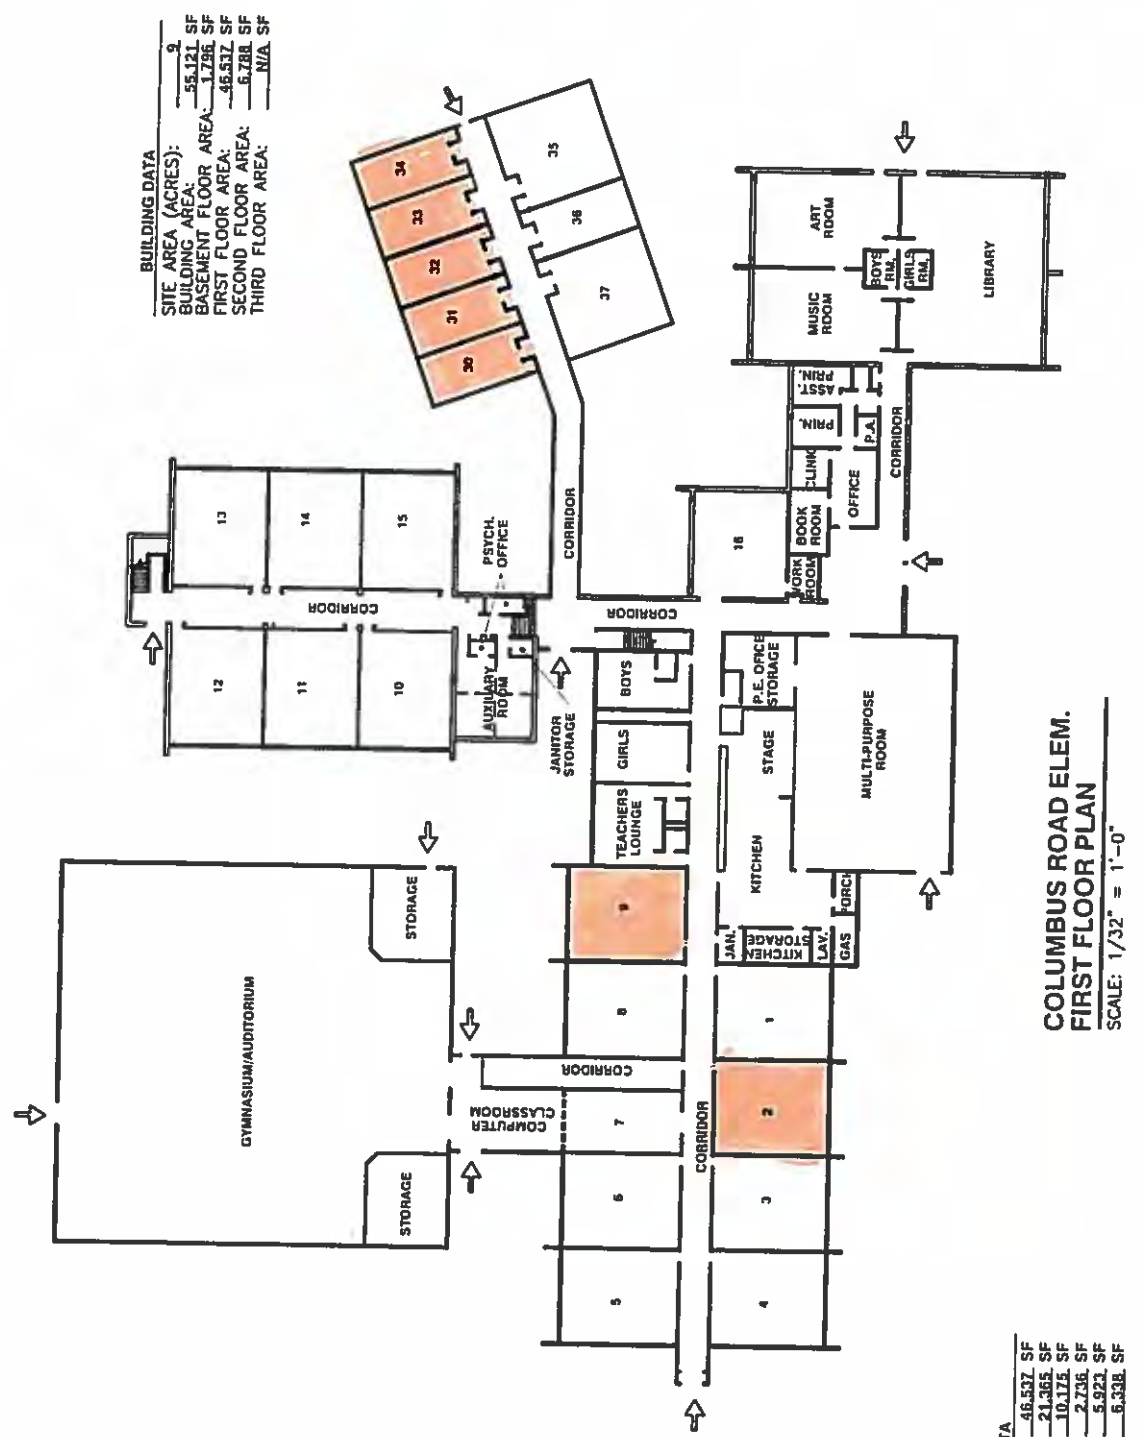 BUILDING DATA
SITE AREA (ACRES): 9
BUILDING AREA: 55,121 SF
BASEMENT FLOOR AREA: 1,796 SF
FIRST FLOOR AREA: 46,537 SF
SECOND FLOOR AREA: 6,788 SF
THIRD FLOOR AREA: N/A SF
34
33
32
31
30
35
36
37
13
14
15
CORRIDOR
12
11
10
PSYCH.
OFFICE
AUXILIARY
ROOM
JANITOR
STORAGE
CORRIDOR
CORRIDOR
ART
ROOM
MUSIC
ROOM
BOYS
RM.
GIRLS
RM.
LIBRARY
ASST.
PRIN.
PRIN.
P.A.
CLINIC
OFFICE
BOOK
ROOM
WORK
ROOM
CORRIDOR
16
BOYS
GIRLS
TEACHERS
LOUNGE
P.E. OFICE
STORAGE
STAGE
MULTI-PURPOSE
ROOM
KITCHEN
JAN.
KITCHEN
STORAGE
LAV.
GAS
PORCH
GYMNASIUM/AUDITORIUM
STORAGE
STORAGE
9
8
CORRIDOR
COMPUTER
CLASSROOM
7
6
5
CORRIDOR
1
2
3
4
COLUMBUS ROAD ELEM.
FIRST FLOOR PLAN
SCALE: 1/32" = 1'-0"
TA
46,537 SF
21,365 SF
10,175 SF
2,736 SF
5,923 SF
6,338 SF